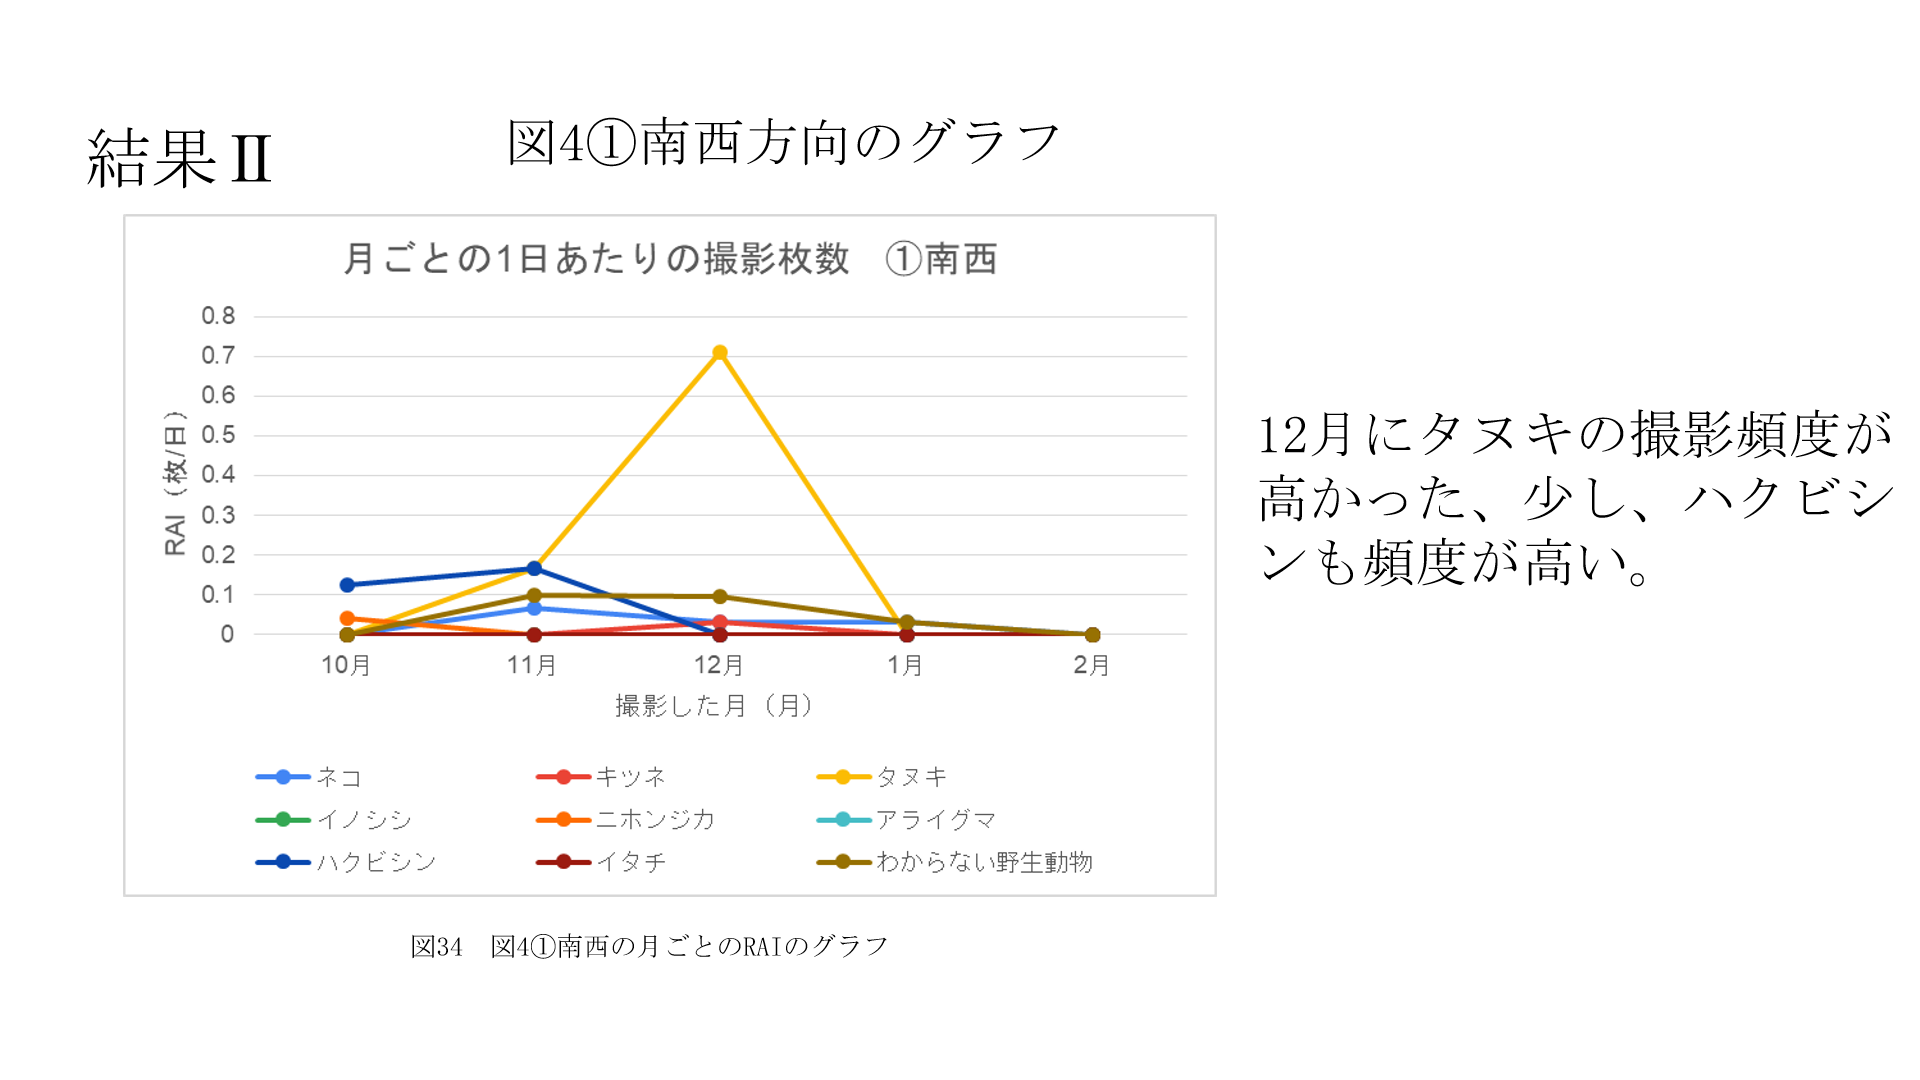 結果Ⅱ
図4①南西方向のグラフ
月ごとの1日あたりの撮影枚数　①南西
0.8
0.7
0.6
0.5
0.4
0.3
0.2
0.1
0
RAI（枚/日）
10月 11月 12月 1月 2月
撮影した月（月）
ネコ キツネ タヌキ
イノシシ ニホンジカ アライグマ
ハクビシン イタチ わからない野生動物
図34　図4①南西の月ごとのRAIのグラフ
12月にタヌキの撮影頻度が
高かった、少し、ハクビシ
ンも頻度が高い。